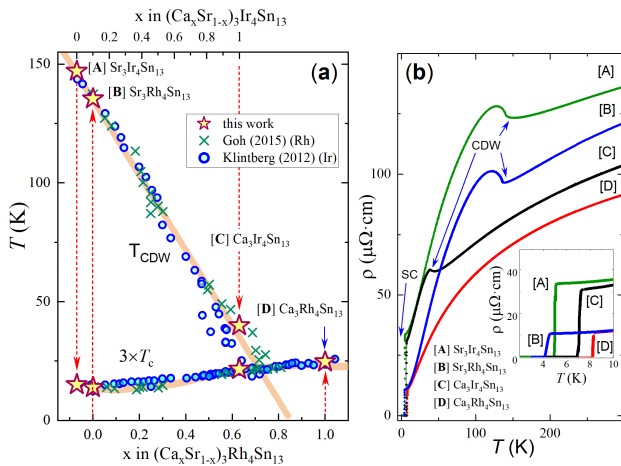 x in (CaxSr1-x)3Ir4Sn13
0 0 0.2 0.4 0.6 0.8 1
150
100
50
0
T (K)
(a)
[A] Sr3Ir4Sn13
[B] Sr3Rh4Sn13
this work
Goh (2015) (Rh)
Klintberg (2012) (Ir)
TCDW
[C] Ca3Ir4Sn13
[D] Ca3Rh4Sn13
3×Tc
0.0 0.2 0.4 0.6 0.8 1.0
x in (CaxSr1-x)3Rh4Sn13
(b)
ρ (μΩ·cm)
100
50
0
[A]
[B]
[C]
[D]
CDW
SC
ρ (μΩ·cm)
40
20
0
[A]
[C]
[B]
[D]
4 6 8 10
T (K)
[A] Sr3Ir4Sn13
[B] Sr3Rh4Sn13
[C] Ca3Ir4Sn13
[D] Ca3Rh4Sn13
0 100 200
T (K)